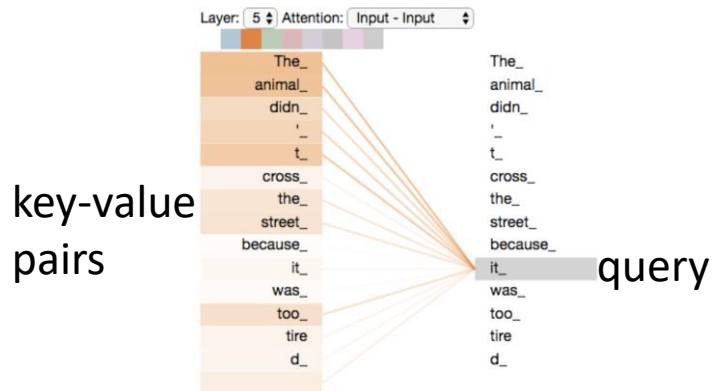 Layer: 5 Attention: Input - Input
The_ The_
animal_ animal_
didn_ didn_
'_ '_
t_ t_
cross_ cross_
the_ the_
street_ street_
because_ because_
it_ it_
was_ was_
too_ too_
tire tire
d_ d_
key-value
pairs
query